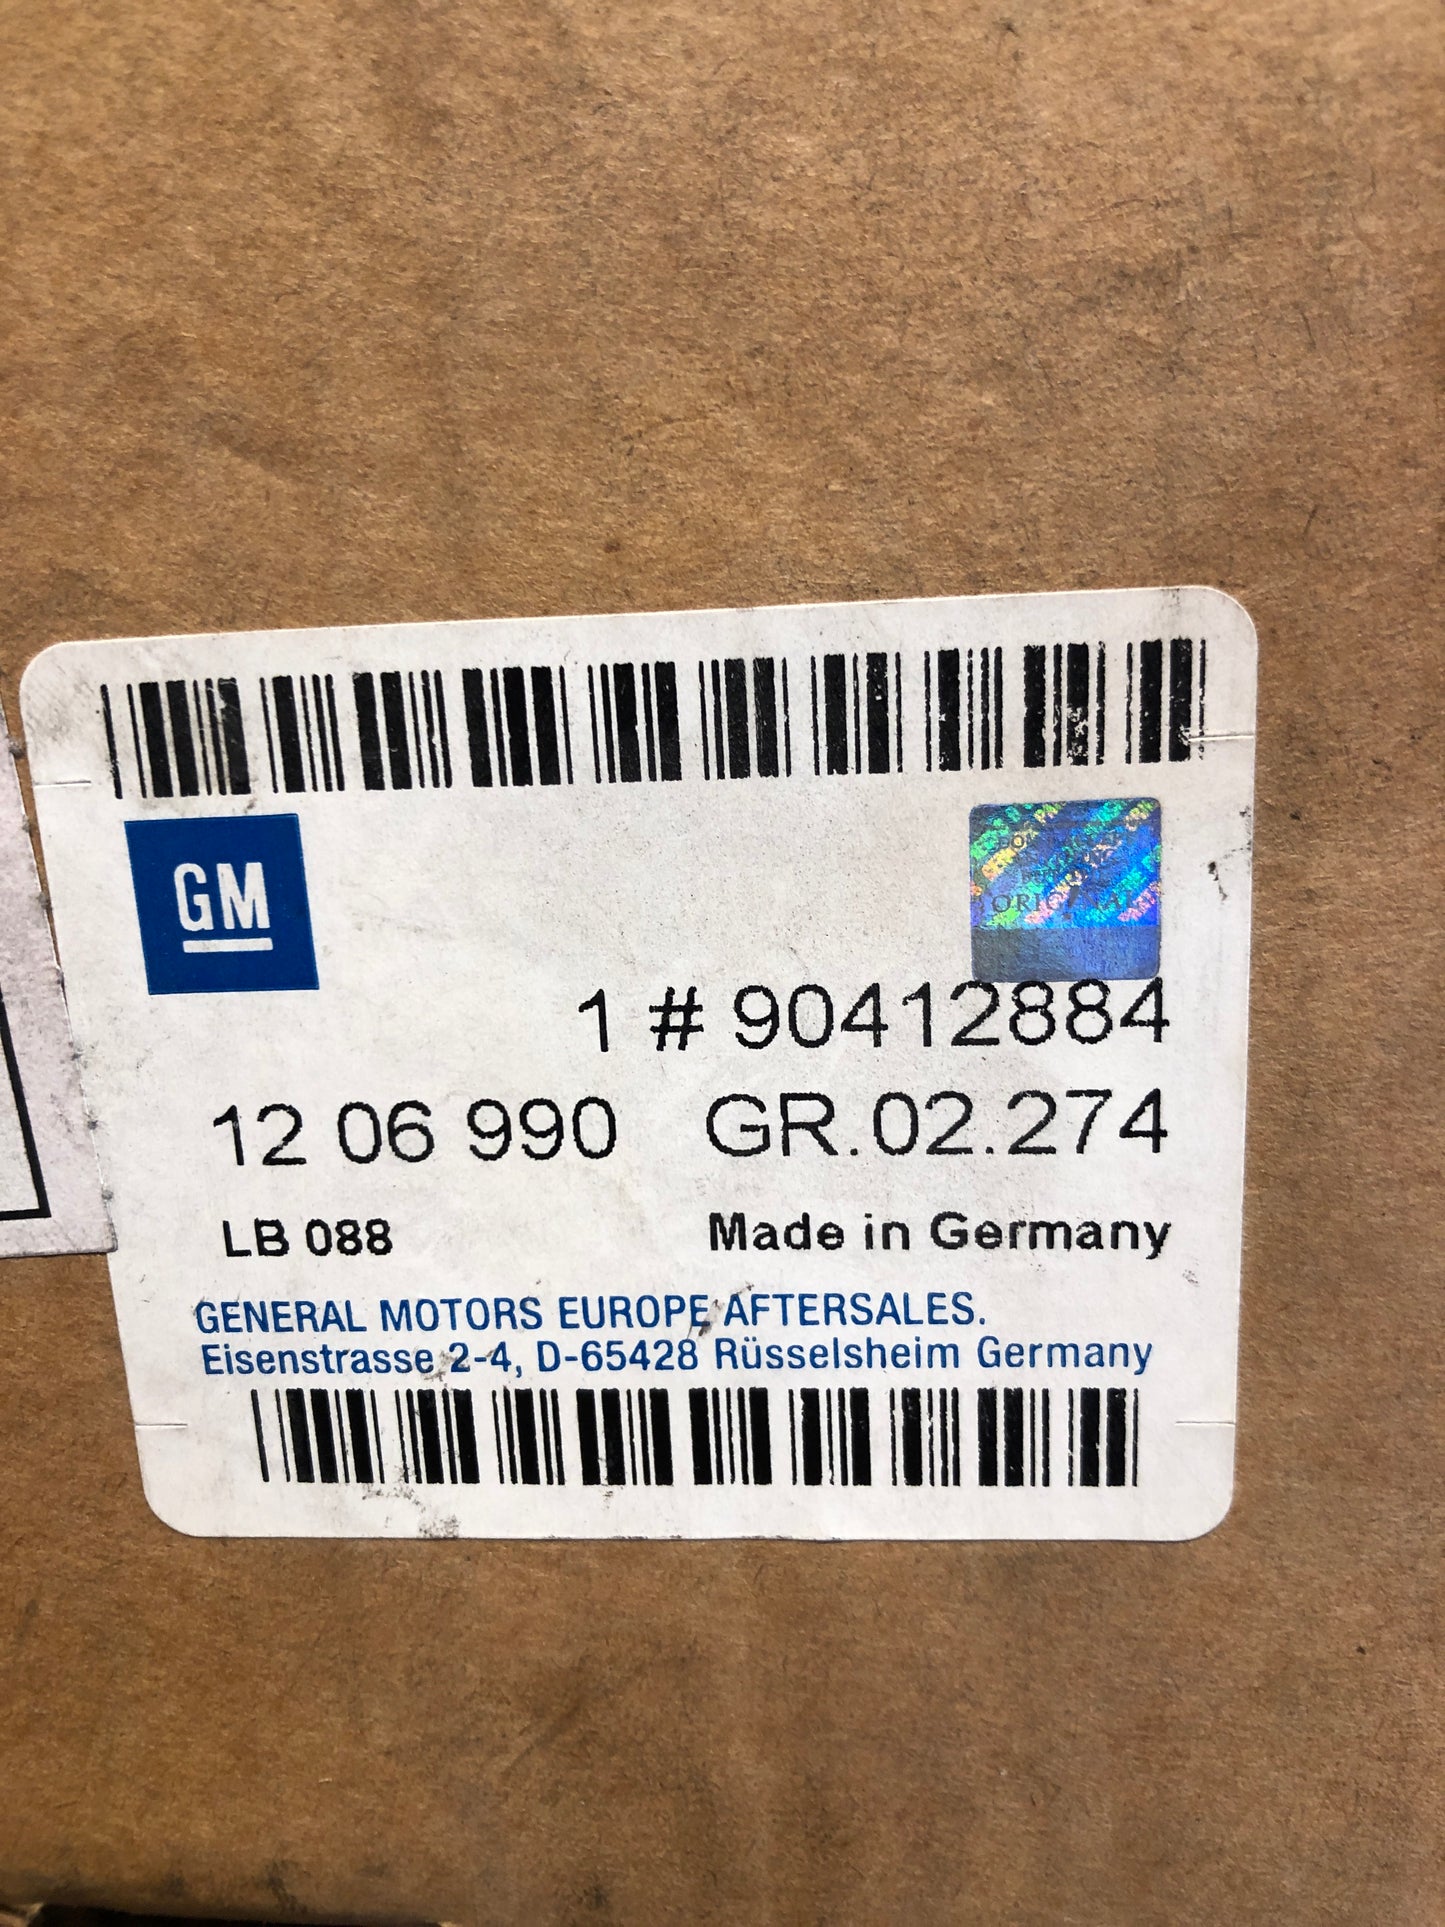 GM
ORIGINAL
1 # 90412884
12 06 990 GR.02.274
LB 088 Made in Germany
GENERAL MOTORS EUROPE AFTERSALES.
Eisenstrasse 2-4, D-65428 Rüsselsheim Germany